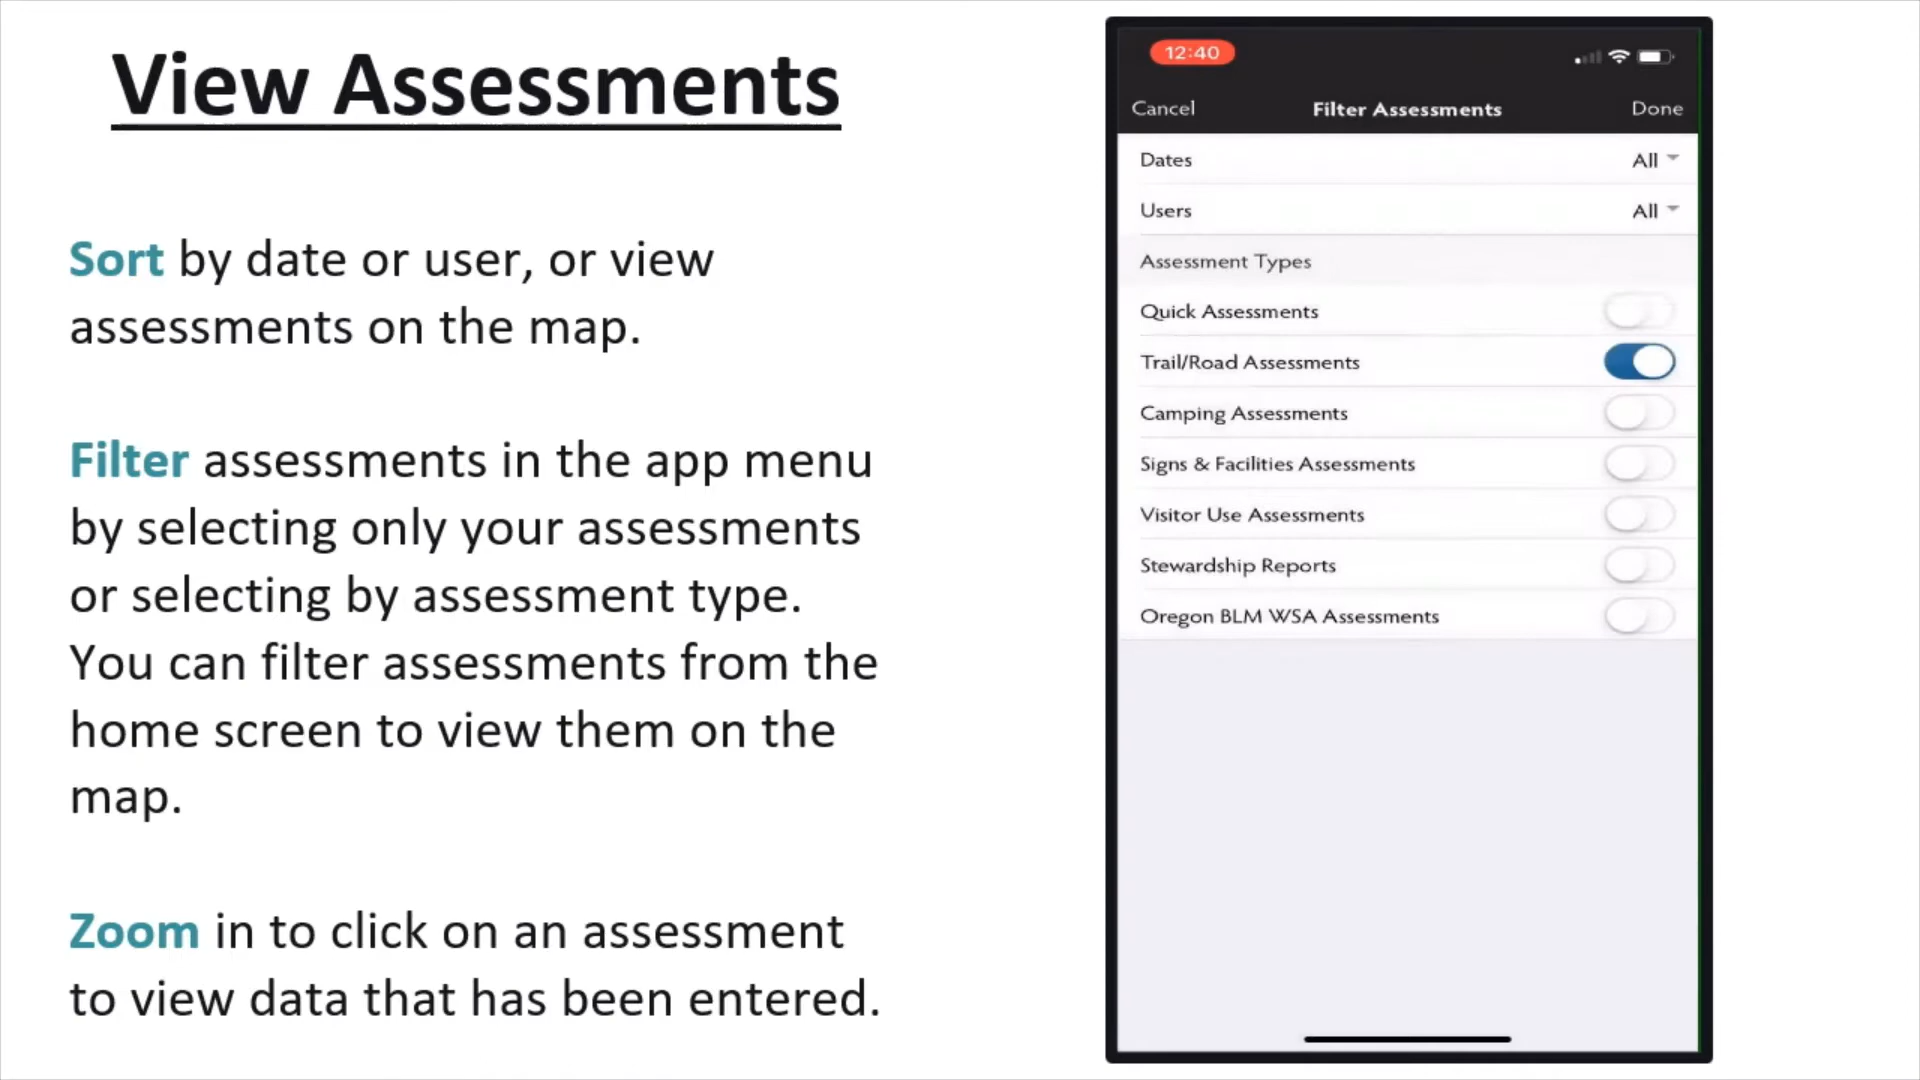 View Assessments
Sort by date or user, or view
assessments on the map.
Filter assessments in the app menu
by selecting only your assessments
or selecting by assessment type.
You can filter assessments from the
home screen to view them on the
map.
Zoom in to click on an assessment
to view data that has been entered.
12:40
Cancel Filter Assessments Done
Dates All
Users All
Assessment Types
Quick Assessments
Trail/Road Assessments
Camping Assessments
Signs & Facilities Assessments
Visitor Use Assessments
Stewardship Reports
Oregon BLM WSA Assessments